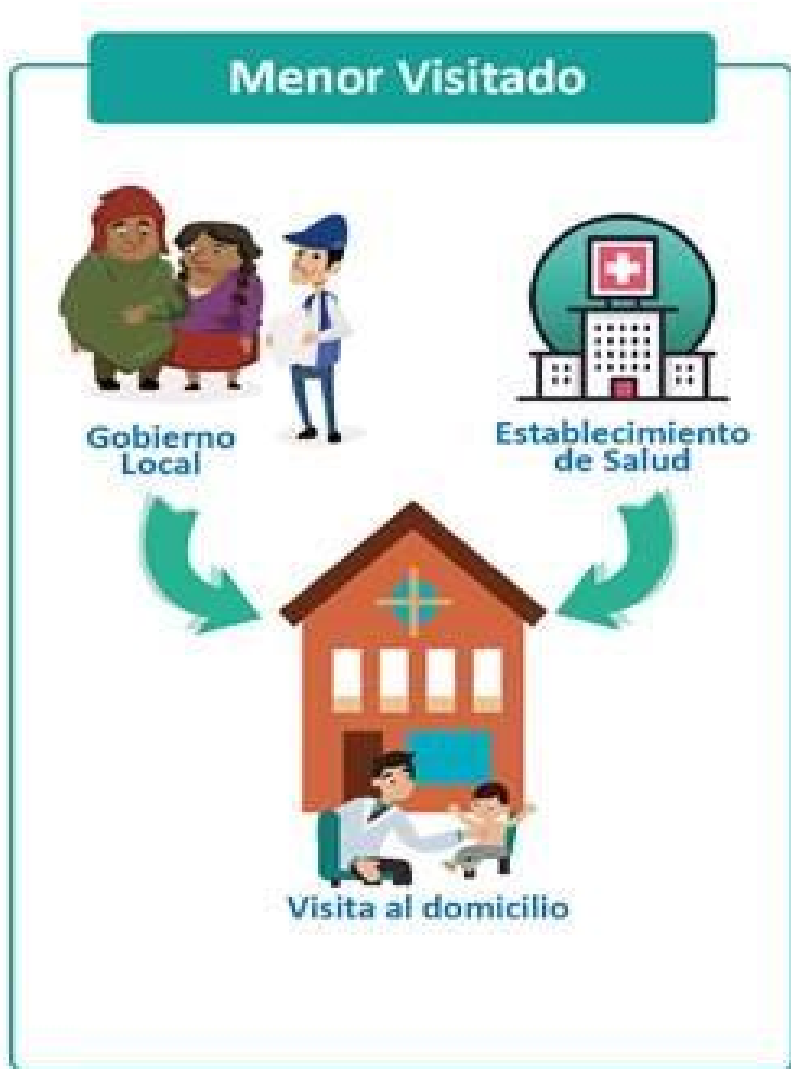 Menor Visitado
Gobierno
Local
Establecimiento
de Salud
Visita al domicilio